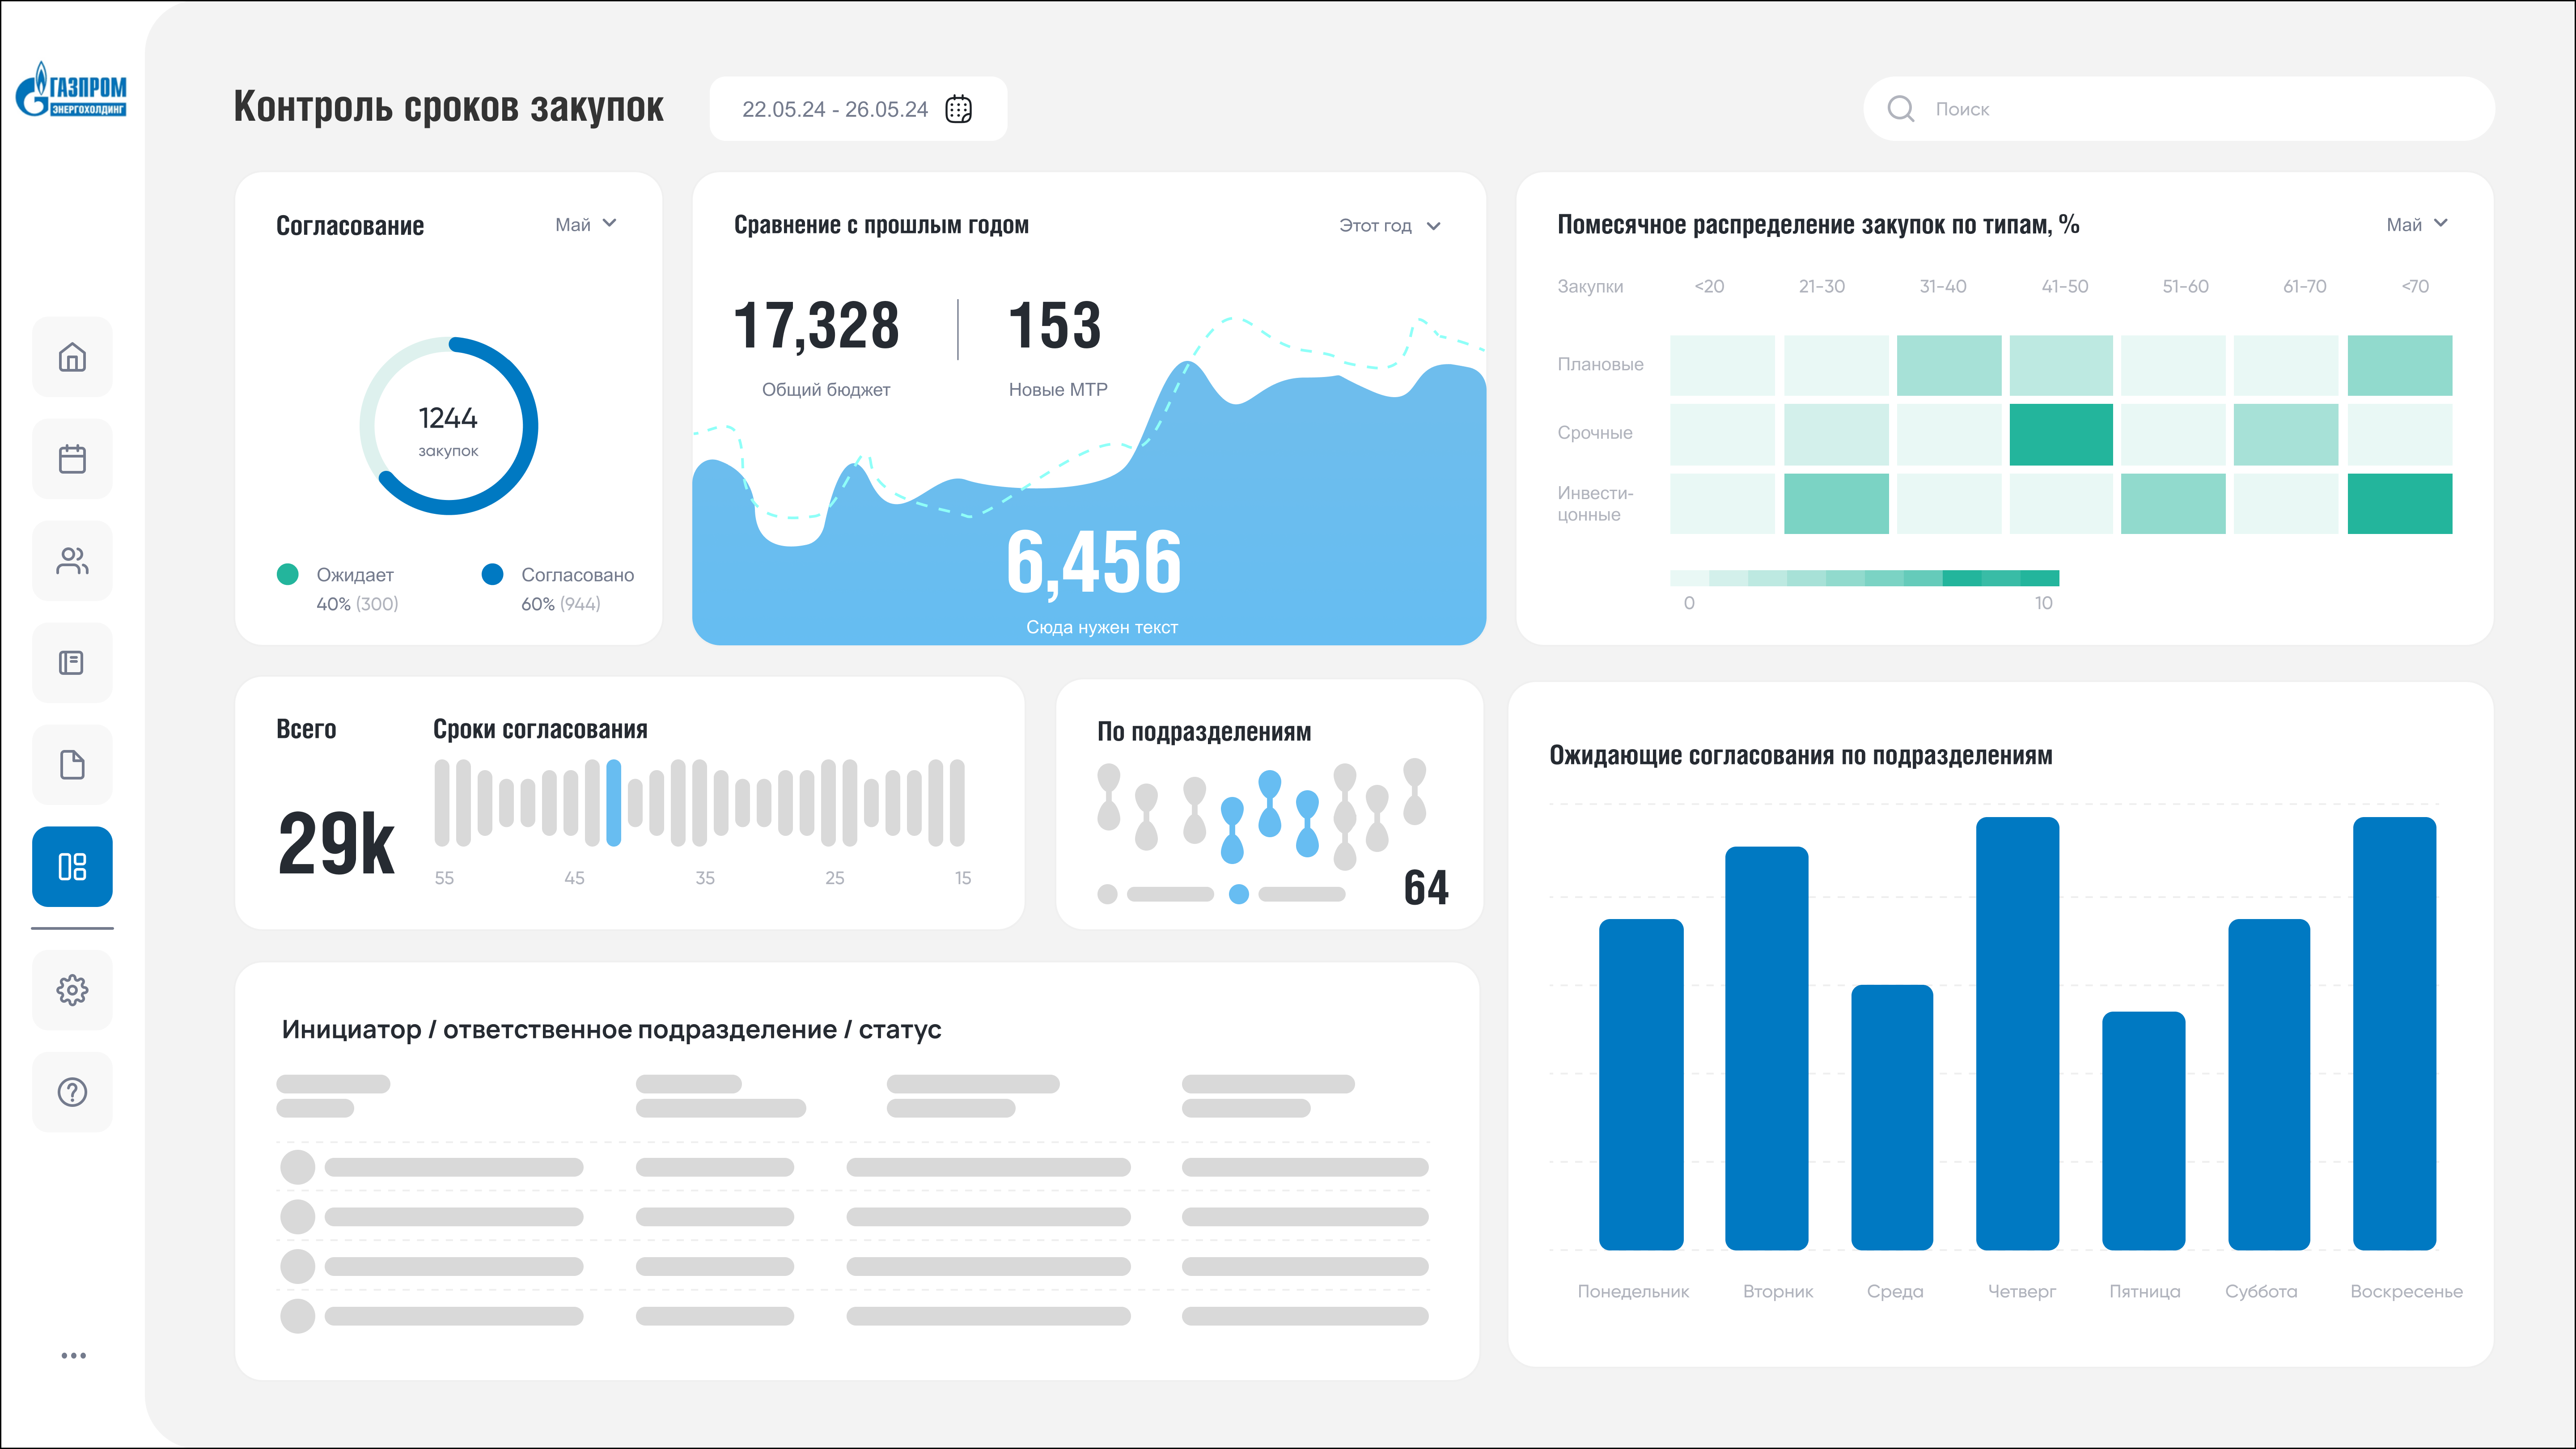 ГАЗПРОМ
ЭНЕРГОХОЛДИНГ
Контроль сроков закупок
22.05.24 - 26.05.24
Поиск
Согласование
Май
1244
закупок
Ожидает
40% (300)
Согласовано
60% (944)
Сравнение с прошлым годом
Этот год
17,328
Общий бюджет
153
Новые МТР
6,456
Сюда нужен текст
Помесячное распределение закупок по типам, %
Май
Закупки <20 21-30 31-40 41-50 51-60 61-70 <70
Плановые
Срочные
Инвести-
цонные
0 10
Всего
29k
Сроки согласования
55 45 35 25 15
По подразделениям
64
Ожидающие согласования по подразделениям
Понедельник Вторник Среда Четверг Пятница Суббота Воскресенье
Инициатор / ответственное подразделение / статус